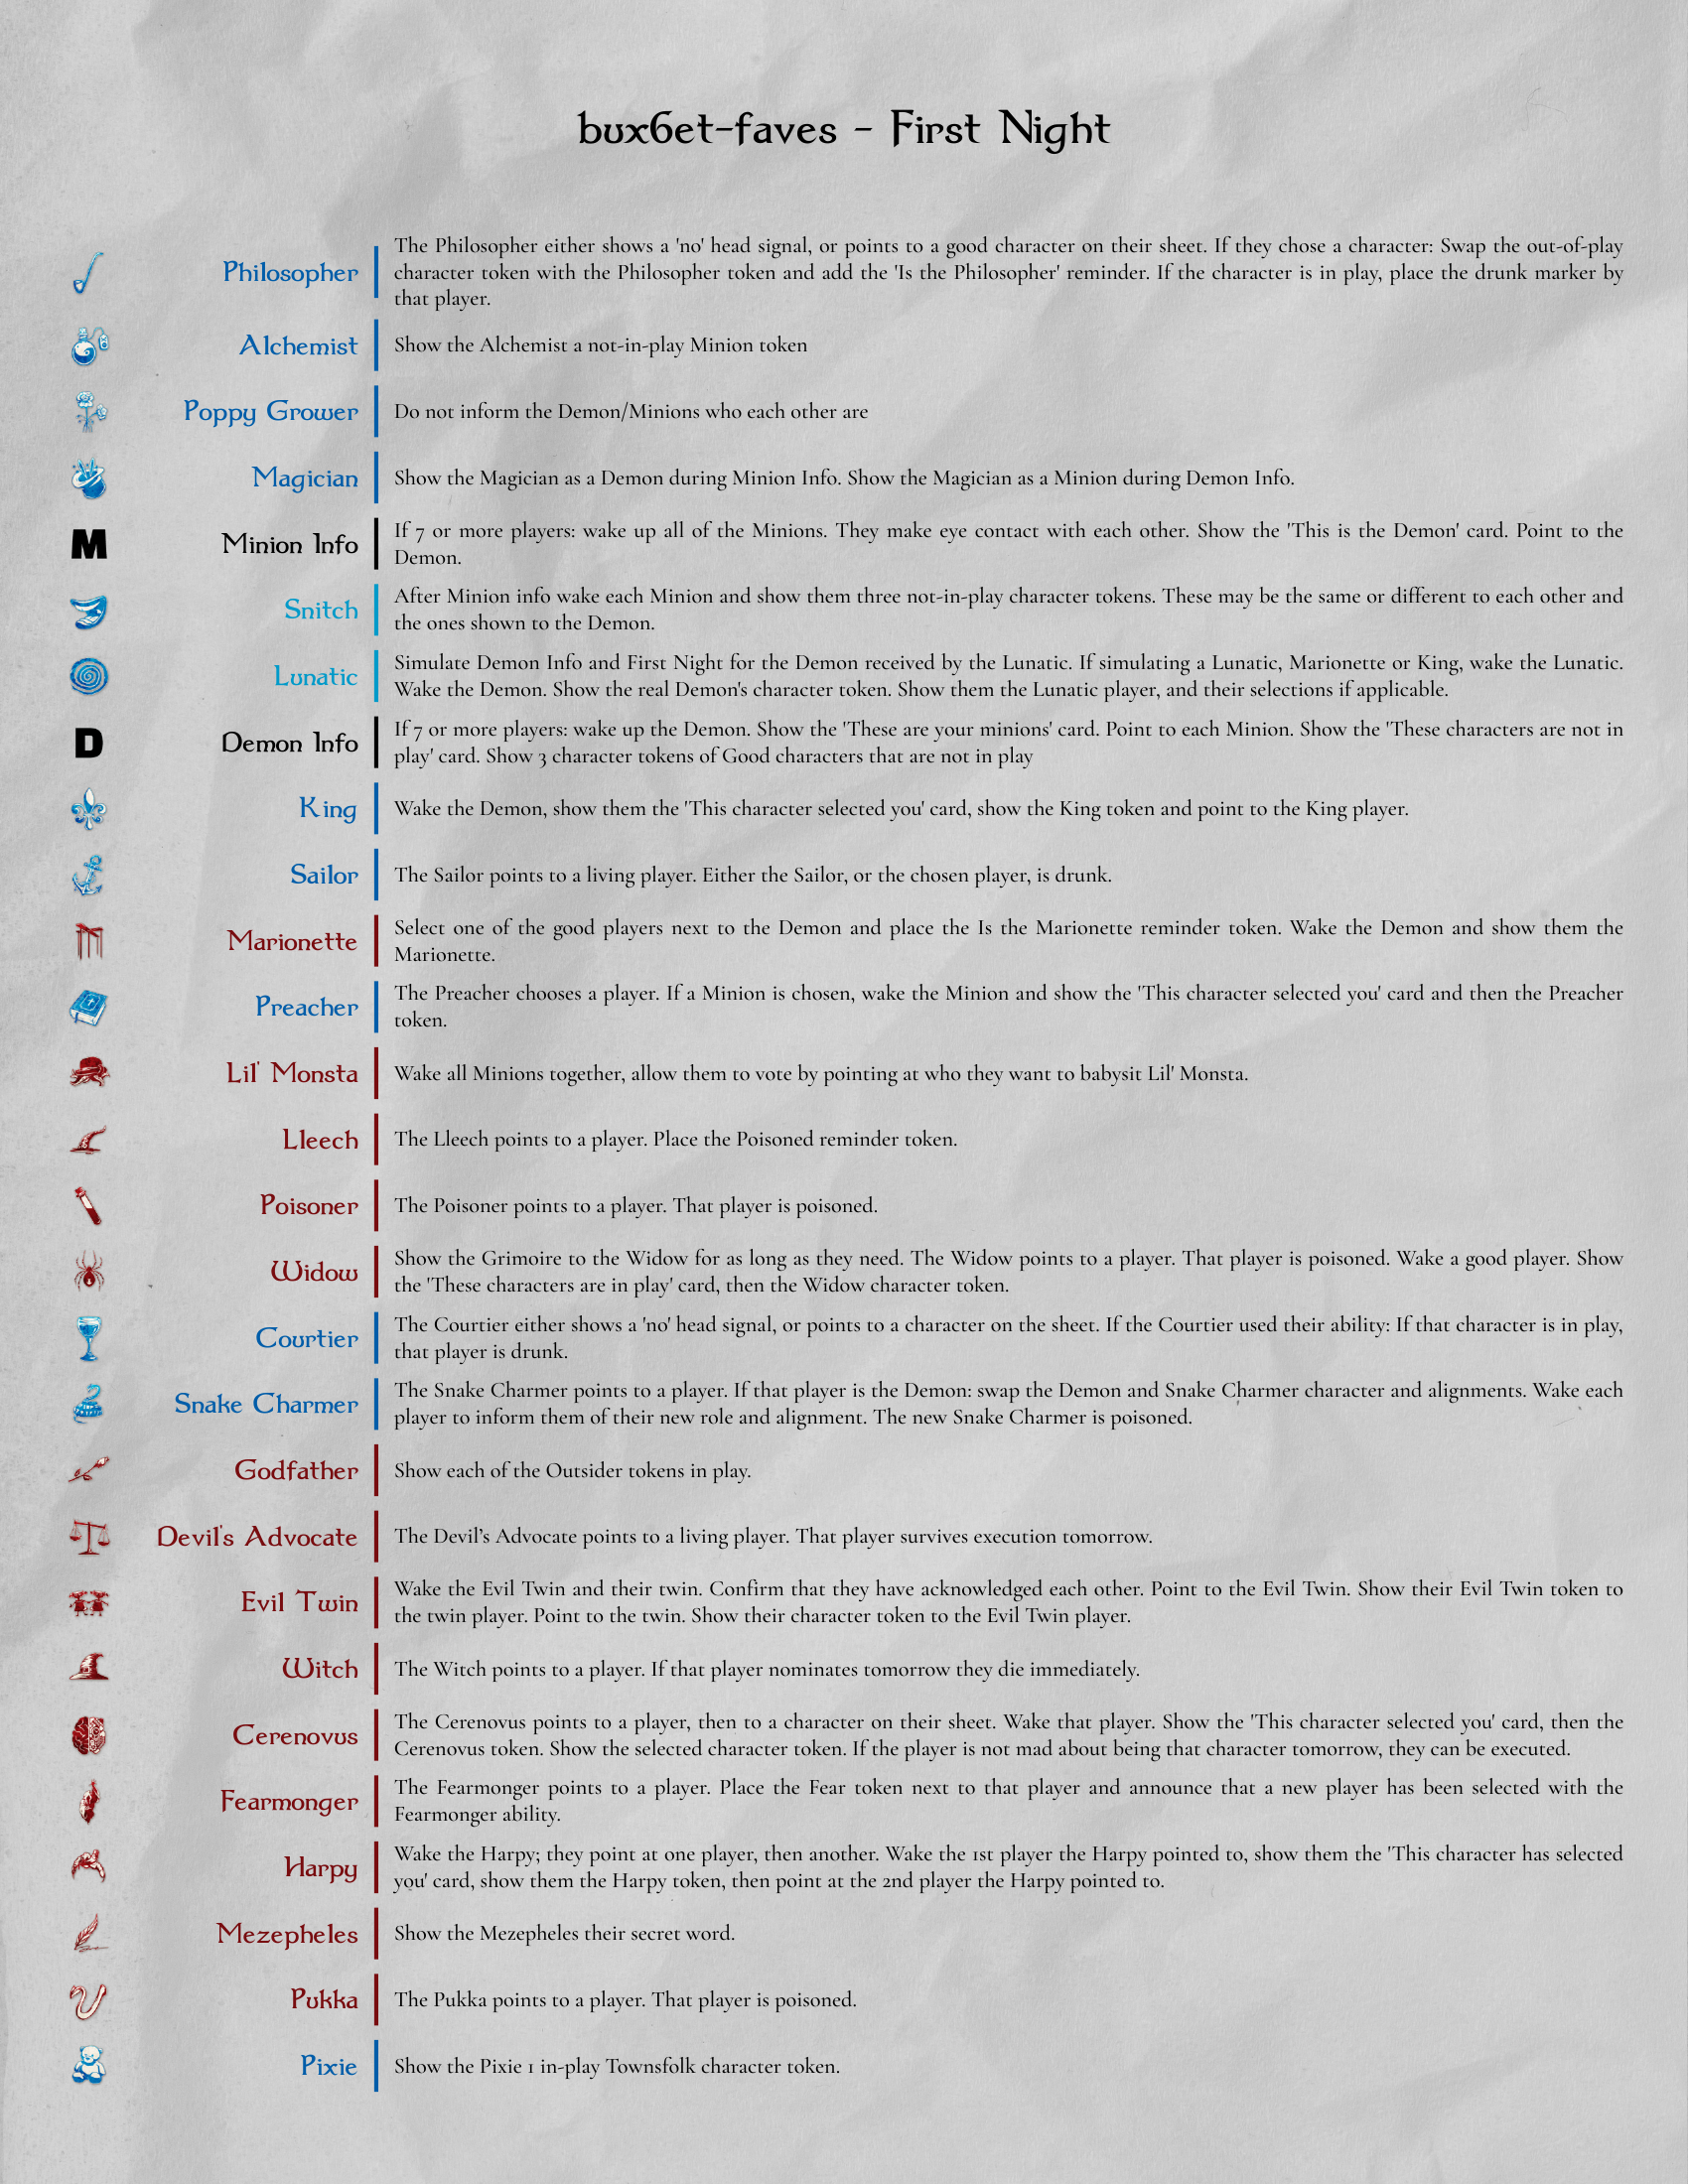 bux6et-faves - First Night
Philosopher
The Philosopher either shows a 'no' head signal, or points to a good character on their sheet. If they chose a character: Swap the out-of-play
character token with the Philosopher token and add the 'Is the Philosopher' reminder. If the character is in play, place the drunk marker by
that player.
Alchemist
Show the Alchemist a not-in-play Minion token
Poppy Grower
Do not inform the Demon/Minions who each other are
Magician
Show the Magician as a Demon during Minion Info. Show the Magician as a Minion during Demon Info.
M
Minion Info
If 7 or more players: wake up all of the Minions. They make eye contact with each other. Show the 'This is the Demon' card. Point to the
Demon.
Snitch
After Minion info wake each Minion and show them three not-in-play character tokens. These may be the same or different to each other and
the ones shown to the Demon.
Lunatic
Simulate Demon Info and First Night for the Demon received by the Lunatic. If simulating a Lunatic, Marionette or King, wake the Lunatic.
Wake the Demon. Show the real Demon's character token. Show them the Lunatic player, and their selections if applicable.
D
Demon Info
If 7 or more players: wake up the Demon. Show the 'These are your minions' card. Point to each Minion. Show the 'These characters are not in
play' card. Show 3 character tokens of Good characters that are not in play
King
Wake the Demon, show them the 'This character selected you' card, show the King token and point to the King player.
Sailor
The Sailor points to a living player. Either the Sailor, or the chosen player, is drunk.
Marionette
Select one of the good players next to the Demon and place the Is the Marionette reminder token. Wake the Demon and show them the
Marionette.
Preacher
The Preacher chooses a player. If a Minion is chosen, wake the Minion and show the 'This character selected you' card and then the Preacher
token.
Lil' Monsta
Wake all Minions together, allow them to vote by pointing at who they want to babysit Lil' Monsta.
Lleech
The Lleech points to a player. Place the Poisoned reminder token.
Poisoner
The Poisoner points to a player. That player is poisoned.
Widow
Show the Grimoire to the Widow for as long as they need. The Widow points to a player. That player is poisoned. Wake a good player. Show
the 'These characters are in play' card, then the Widow character token.
Courtier
The Courtier either shows a 'no' head signal, or points to a character on the sheet. If the Courtier used their ability: If that character is in play,
that player is drunk.
Snake Charmer
The Snake Charmer points to a player. If that player is the Demon: swap the Demon and Snake Charmer character and alignments. Wake each
player to inform them of their new role and alignment. The new Snake Charmer is poisoned.
Godfather
Show each of the Outsider tokens in play.
Devil's Advocate
The Devil’s Advocate points to a living player. That player survives execution tomorrow.
Evil Twin
Wake the Evil Twin and their twin. Confirm that they have acknowledged each other. Point to the Evil Twin. Show their Evil Twin token to
the twin player. Point to the twin. Show their character token to the Evil Twin player.
Witch
The Witch points to a player. If that player nominates tomorrow they die immediately.
Cerenovus
The Cerenovus points to a player, then to a character on their sheet. Wake that player. Show the 'This character selected you' card, then the
Cerenovus token. Show the selected character token. If the player is not mad about being that character tomorrow, they can be executed.
Fearmonger
The Fearmonger points to a player. Place the Fear token next to that player and announce that a new player has been selected with the
Fearmonger ability.
Harpy
Wake the Harpy; they point at one player, then another. Wake the 1st player the Harpy pointed to, show them the 'This character has selected
you' card, show them the Harpy token, then point at the 2nd player the Harpy pointed to.
Mezepheles
Show the Mezepheles their secret word.
Pukka
The Pukka points to a player. That player is poisoned.
Pixie
Show the Pixie 1 in-play Townsfolk character token.